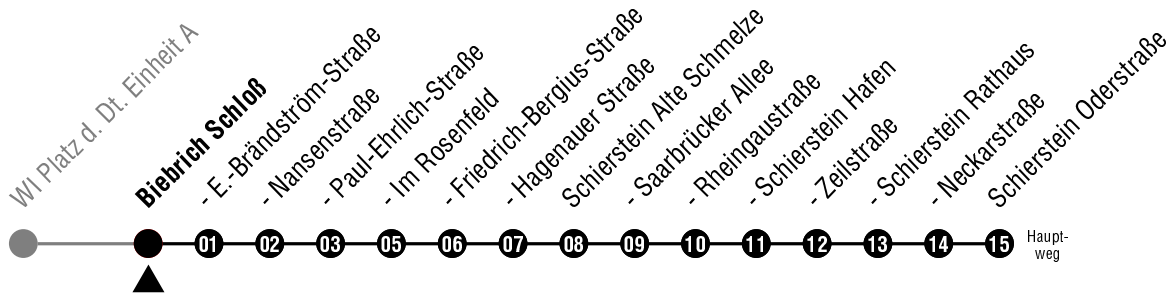 WI Platz d. Dt. Einheit A
Biebrich Schloß
- E.-Brändström-Straße
- Nansenstraße
- Paul-Ehrlich-Straße
- Im Rosenfeld
- Friedrich-Bergius-Straße
- Hagenauer Straße
Schierstein Alte Schmelze
- Saarbrücker Allee
- Rheingaustraße
- Schierstein Hafen
- Zeilstraße
- Schierstein Rathaus
- Neckarstraße
Schierstein Oderstraße
01 02 03 05 06 07 08 09 10 11 12 13 14 15
Haupt-
weg